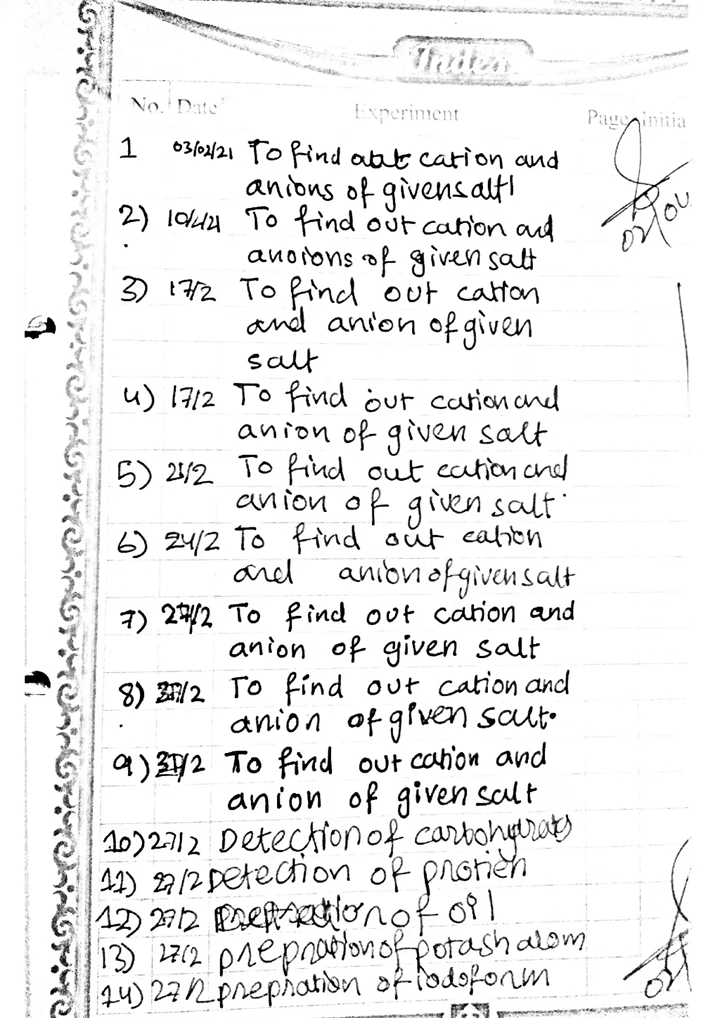 Index
No. Date Experiment Page Initia
1 03/02/21 To find out cation and
anions of given salt
2) 10/2/21 To find out cation and
anoions of given salt
3) 17/2 To find out cation
and anion of given
salt
4) 17/2 To find out cation and
anion of given salt
5) /2 To find out cation and
anion of given salt
6) 24/2 To find out cation
and anion of given salt
7) 27/2 To find out cation and
anion of given salt
8) /2 To find out cation and
anion of given salt.
9) /2 To find out cation and
anion of given salt
10) 27/2 Detection of carbohydrats
11) 27/2 Detection of protien
12) 27/2 of oil
13) 27/2 prepration of potash alom
14) 27/2 prepration of iodoform